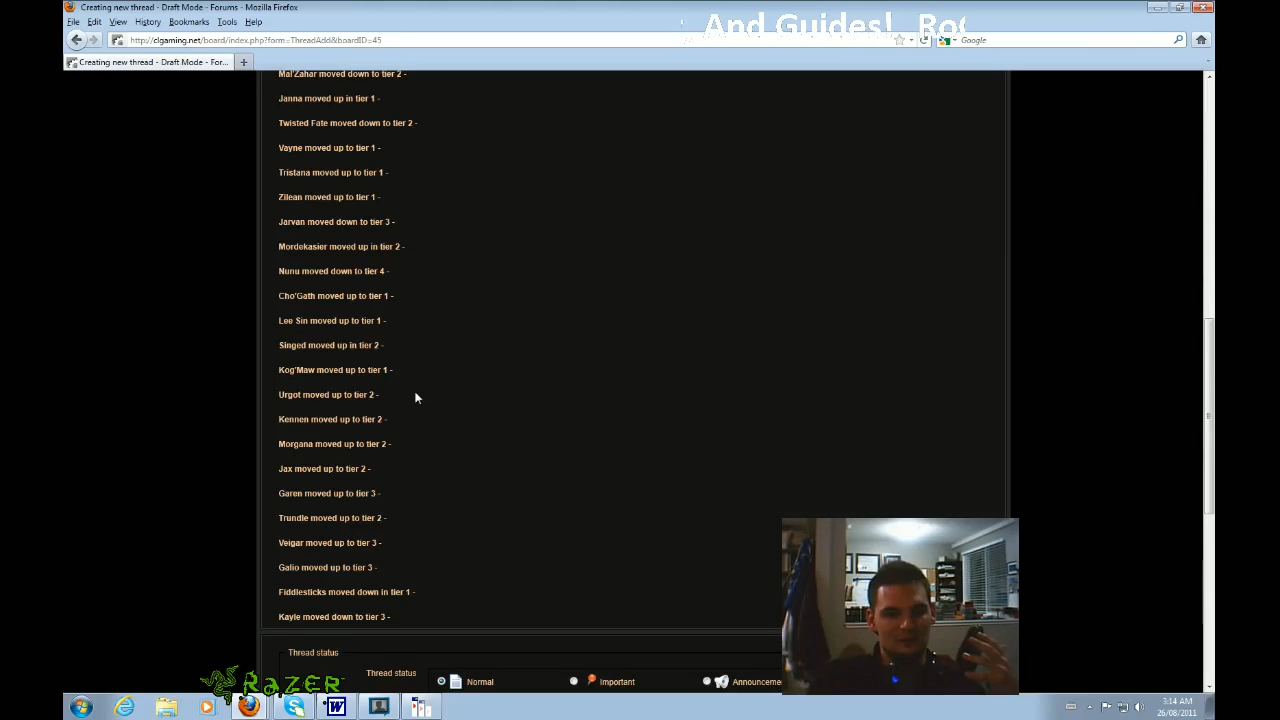 Creating new thread - Draft Mode - Forums - Mozilla Firefox
File Edit View History Bookmarks Tools Help
And Guides! Ro
http://clgaming.net/board/index.php?form=ThreadAdd&boardID=45
Google
Creating new thread - Draft Mode - For...
Mal'Zahar moved down to tier 2 -
Janna moved up in tier 1 -
Twisted Fate moved down to tier 2 -
Vayne moved up to tier 1 -
Tristana moved up to tier 1 -
Zilean moved up to tier 1 -
Jarvan moved down to tier 3 -
Mordekasier moved up in tier 2 -
Nunu moved down to tier 4 -
Cho'Gath moved up to tier 1 -
Lee Sin moved up to tier 1 -
Singed moved up in tier 2 -
Kog'Maw moved up to tier 1 -
Urgot moved up to tier 2 -
Kennen moved up to tier 2 -
Morgana moved up to tier 2 -
Jax moved up to tier 2 -
Garen moved up to tier 3 -
Trundle moved up to tier 2 -
Veigar moved up to tier 3 -
Galio moved up to tier 3 -
Fiddlesticks moved down in tier 1 -
Kayle moved down to tier 3 -
Thread status
Thread status Normal Important Announcemen
RAZER
3:14 AM
26/08/2011